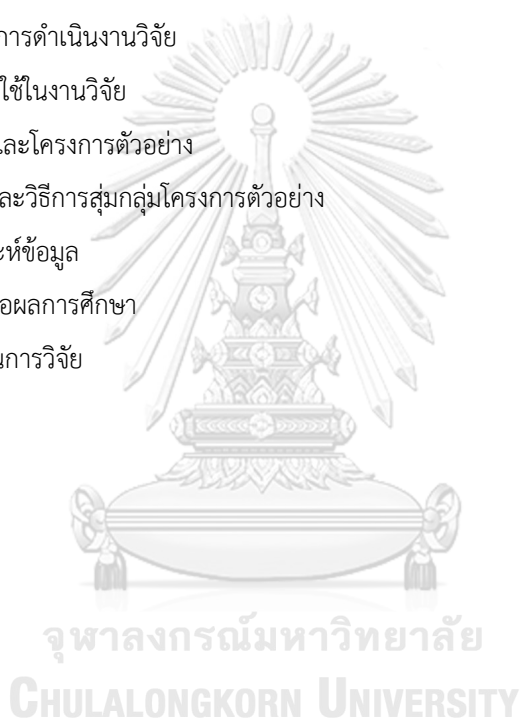 การดำเนินงานวิจัย
ใช้ในงานวิจัย
และโครงการตัวอย่าง
ละวิธีการสุ่มกลุ่มโครงการตัวอย่าง
ะห์ข้อมูล
อผลการศึกษา
นการวิจัย
จุฬาลงกรณ์มหาวิทยาลัย
CHULALONGKORN UNIVERSITY